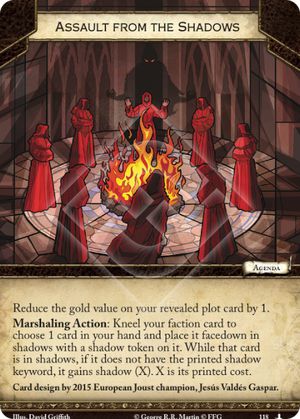 Assault from the Shadows
Agenda
Reduce the gold value on your revealed plot card by 1.
Marshaling Action: Kneel your faction card to
choose 1 card in your hand and place it facedown in
shadows with a shadow token on it. While that card
is in shadows, if it does not have the printed shadow
keyword, it gains shadow (X). X is its printed cost.
Card design by 2015 European Joust champion, Jesús Valdés Gaspar.
Illus. David Griffith
© George R.R. Martin © FFG
118